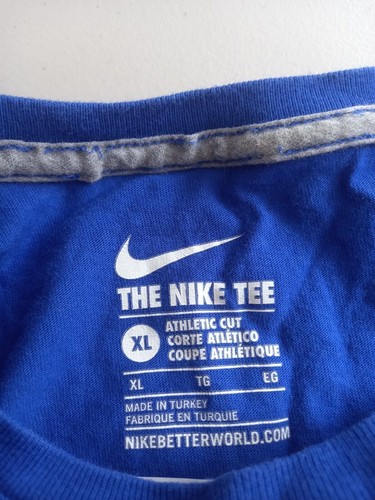 THE NIKE TEE
XL
ATHLETIC CUT
CORTE ATLÉTICO
COUPE ATHLÉTIQUE
XL TG EG
MADE IN TURKEY
FABRIQUE EN TURQUIE
NIKEBETTERWORLD.COM